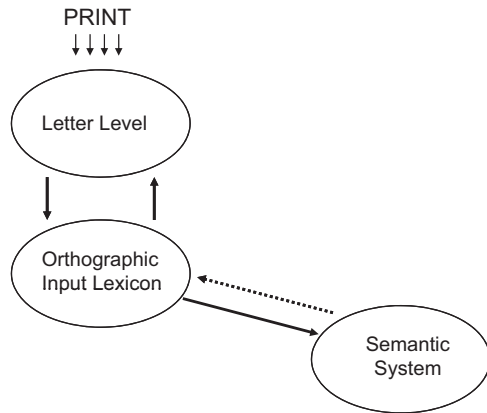 PRINT
Letter Level
Orthographic
Input Lexicon
Semantic
System